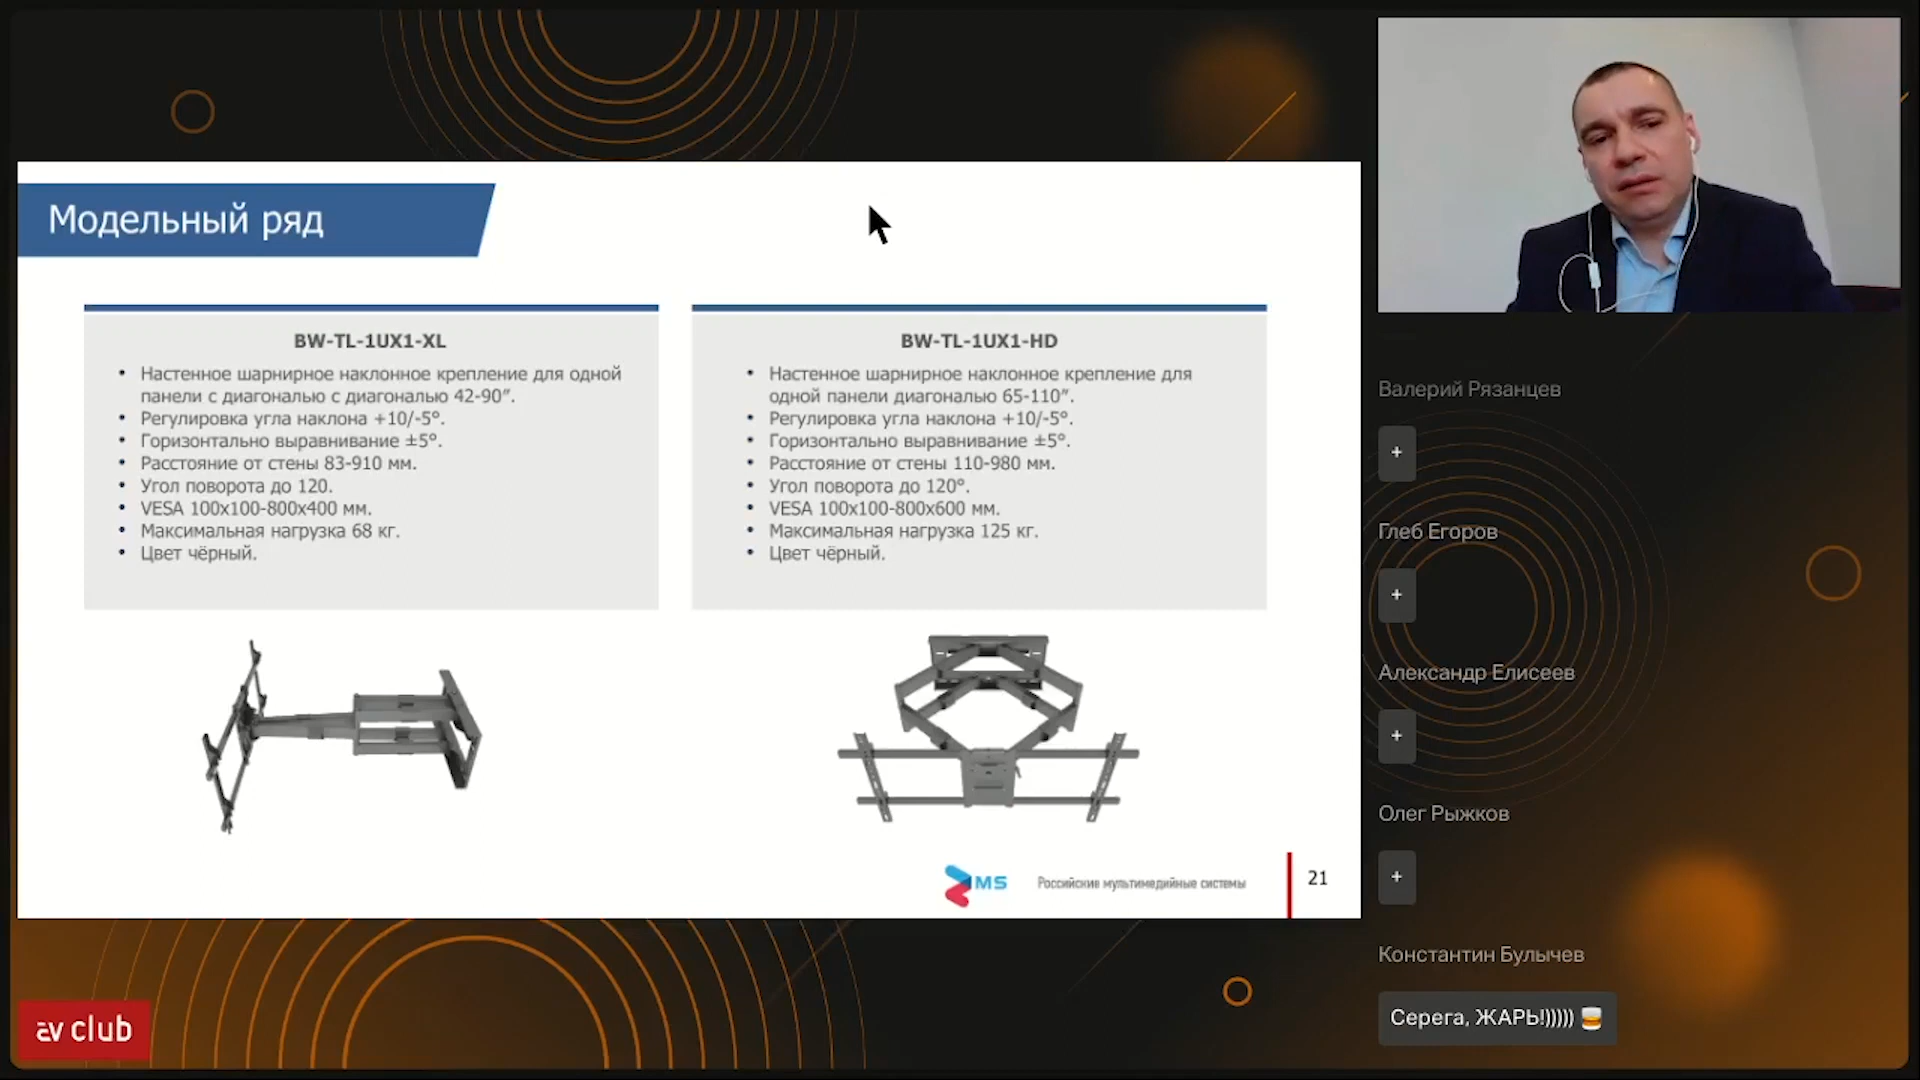 Модельный ряд
BW-TL-1UX1-XL
• Настенное шарнирное наклонное крепление для одной
панели с диагональю с диагональю 42-90″.
• Регулировка угла наклона +10/-5°.
• Горизонтально выравнивание ±5°.
• Расстояние от стены 83-910 мм.
• Угол поворота до 120.
• VESA 100x100-800x400 мм.
• Максимальная нагрузка 68 кг.
• Цвет чёрный.
BW-TL-1UX1-HD
• Настенное шарнирное наклонное крепление для
одной панели диагональю 65-110″.
• Регулировка угла наклона +10/-5°.
• Горизонтально выравнивание ±5°.
• Расстояние от стены 110-980 мм.
• Угол поворота до 120°.
• VESA 100x100-800x600 мм.
• Максимальная нагрузка 125 кг.
• Цвет чёрный.
MS
Российские мультимедийные системы
21
av club
Валерий Рязанцев
+
Глеб Егоров
+
Александр Елисеев
+
Олег Рыжков
+
Константин Булычев
Серега, ЖАРЬ!))))) 🥃